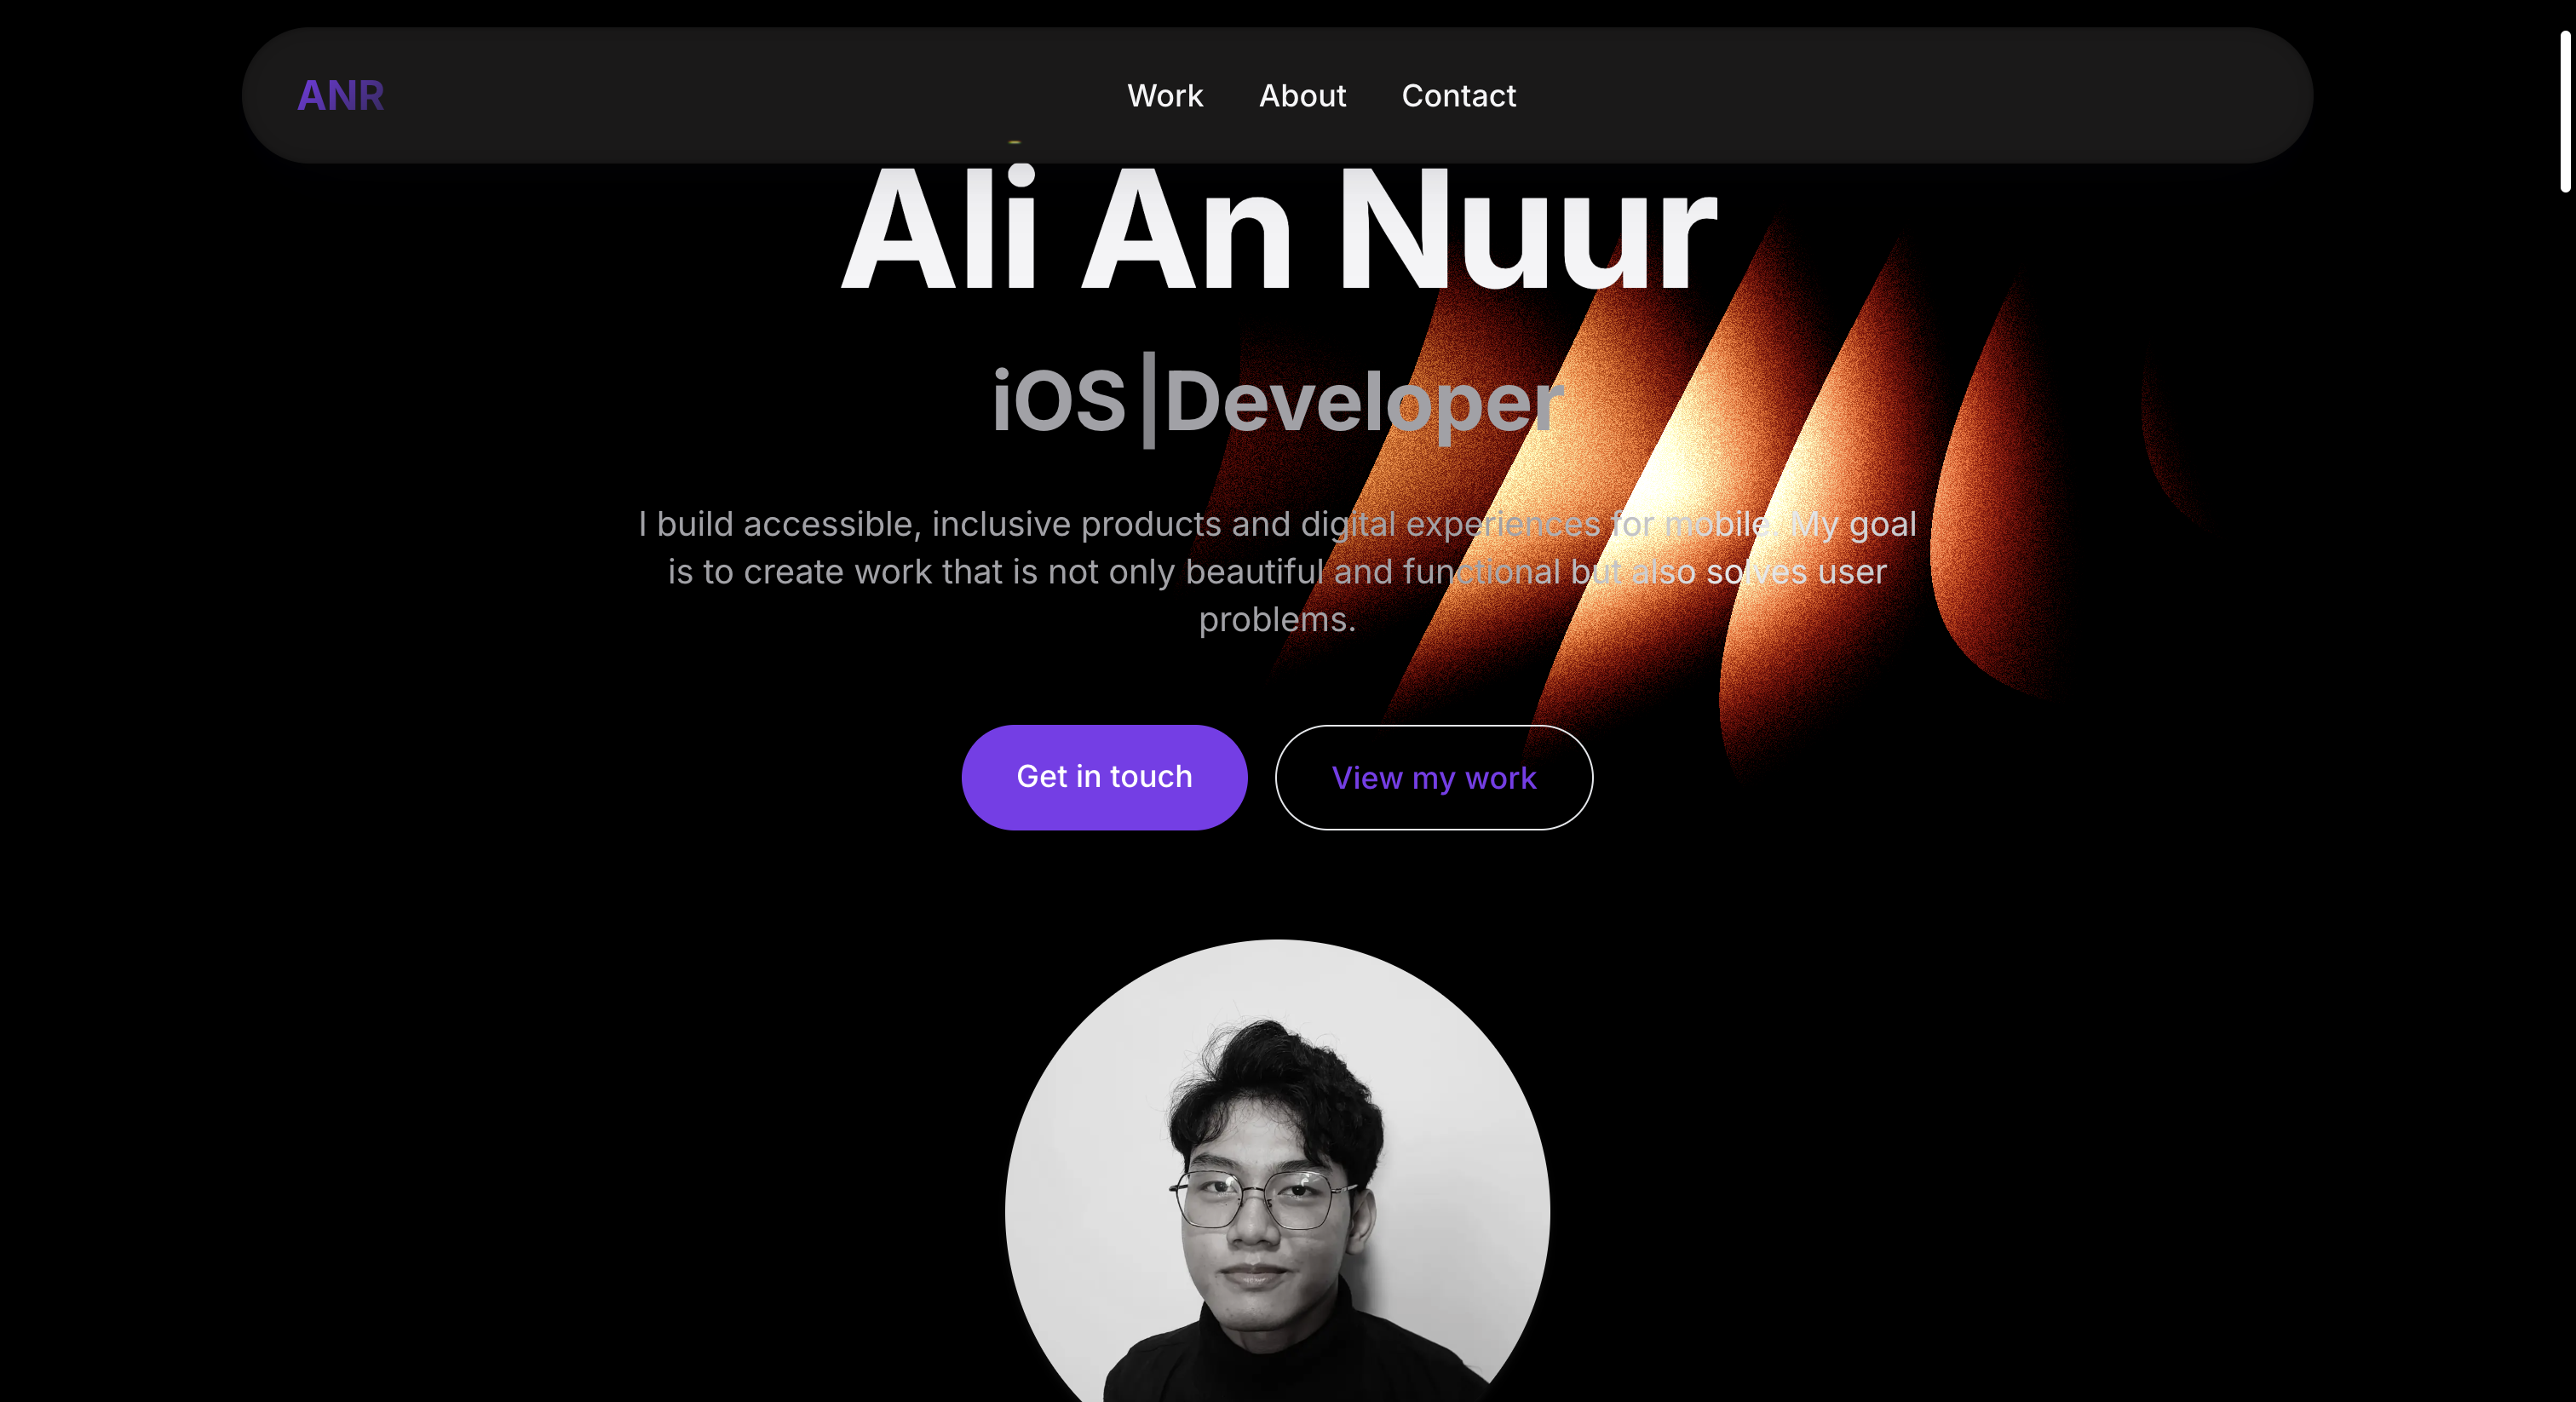 ANR
Work About Contact
Ali An Nuur
iOS|Developer
I build accessible, inclusive products and digital experiences for mobile. My goal
is to create work that is not only beautiful and functional but also solves user
problems.
Get in touch
View my work